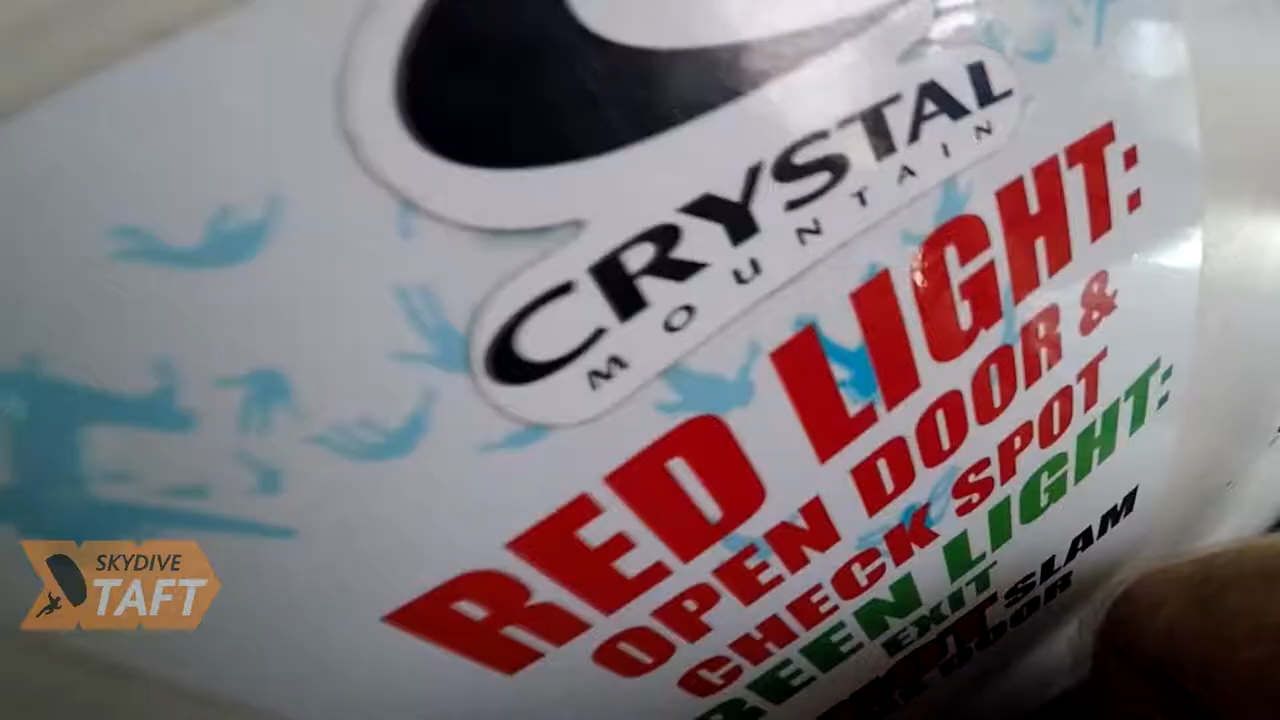 CRYSTAL
MOUNTAIN
RED LIGHT:
OPEN DOOR &
CHECK SPOT
GREEN LIGHT:
EXIT
SLAM
DOOR
SKYDIVE
TAFT